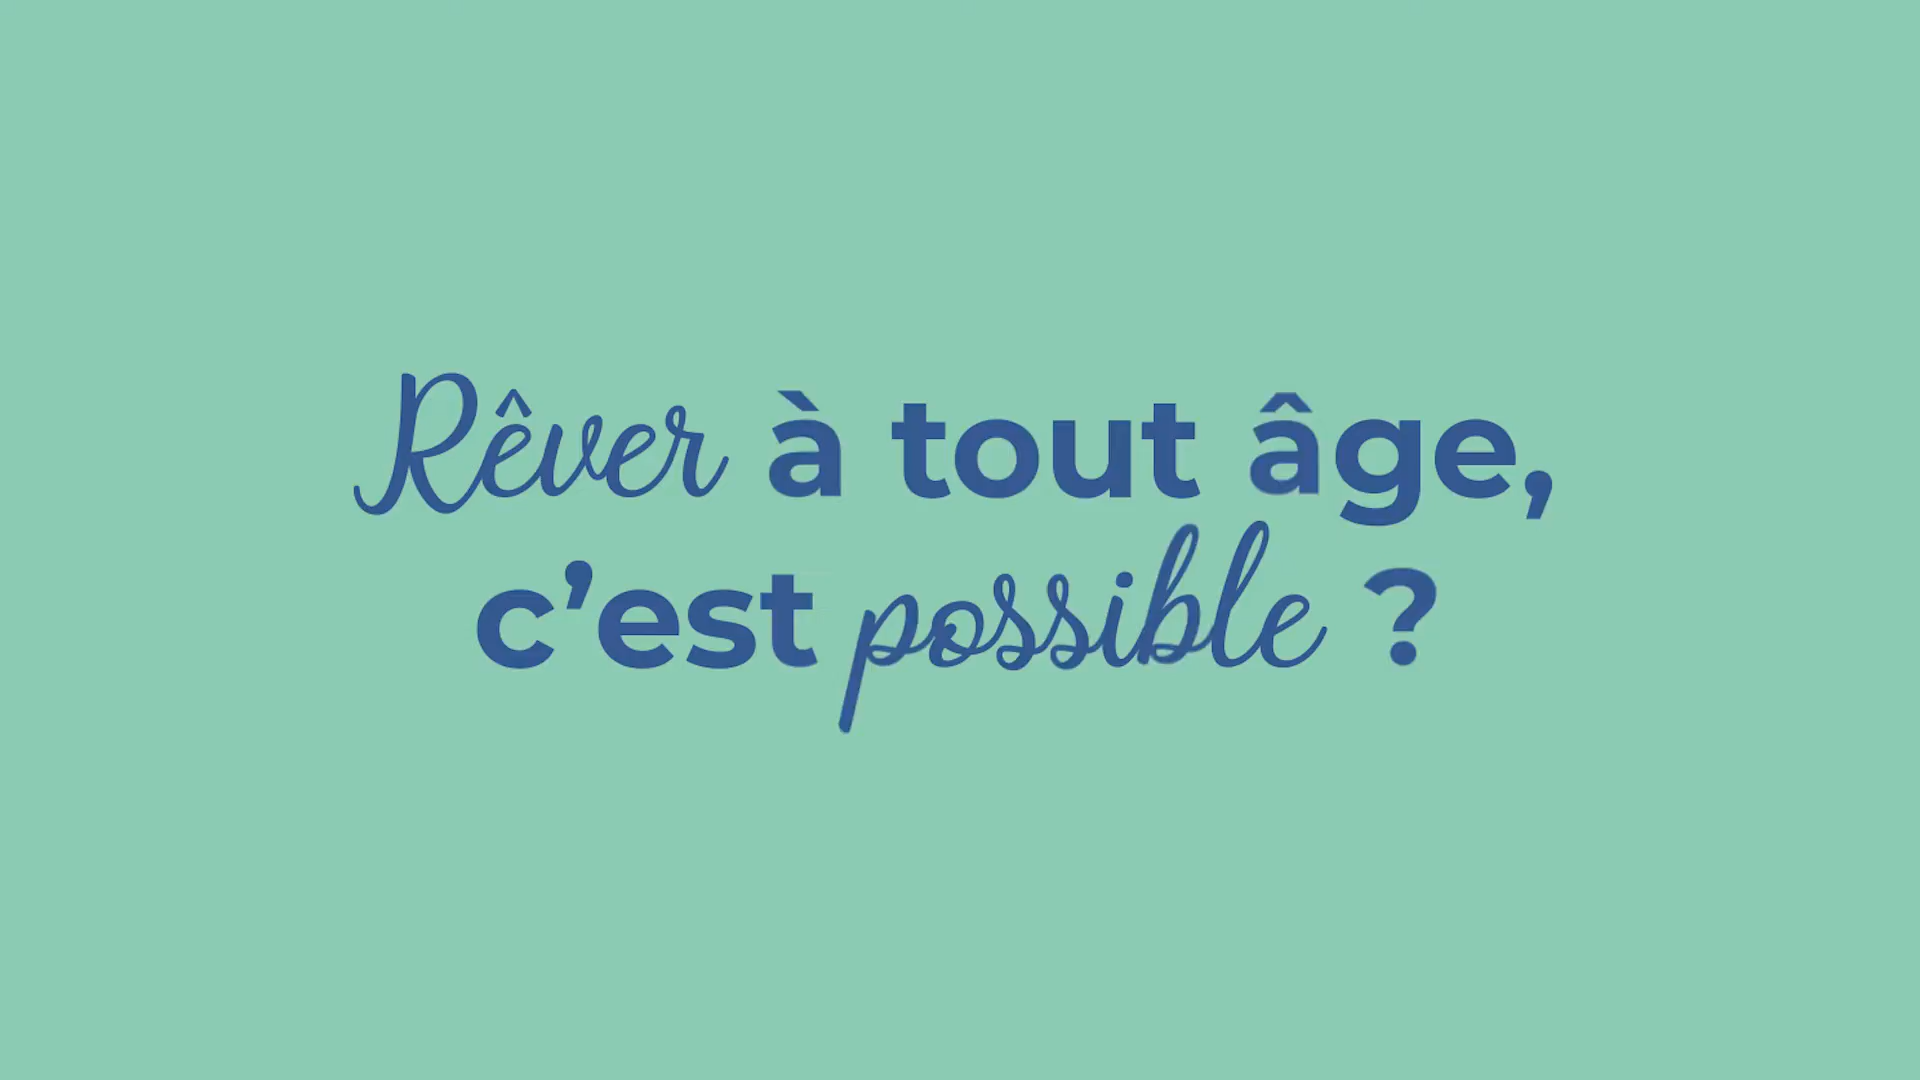 Rêver à tout âge,
c’est possible ?